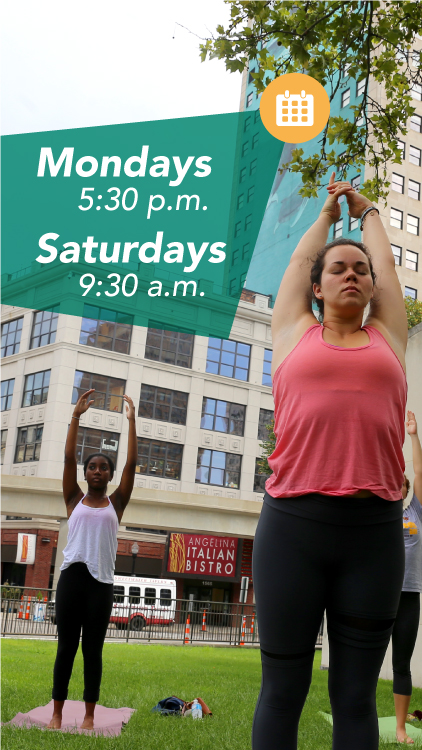 Mondays
5:30 p.m.
Saturdays
9:30 a.m.
ANGELINA
ITALIAN
BISTRO